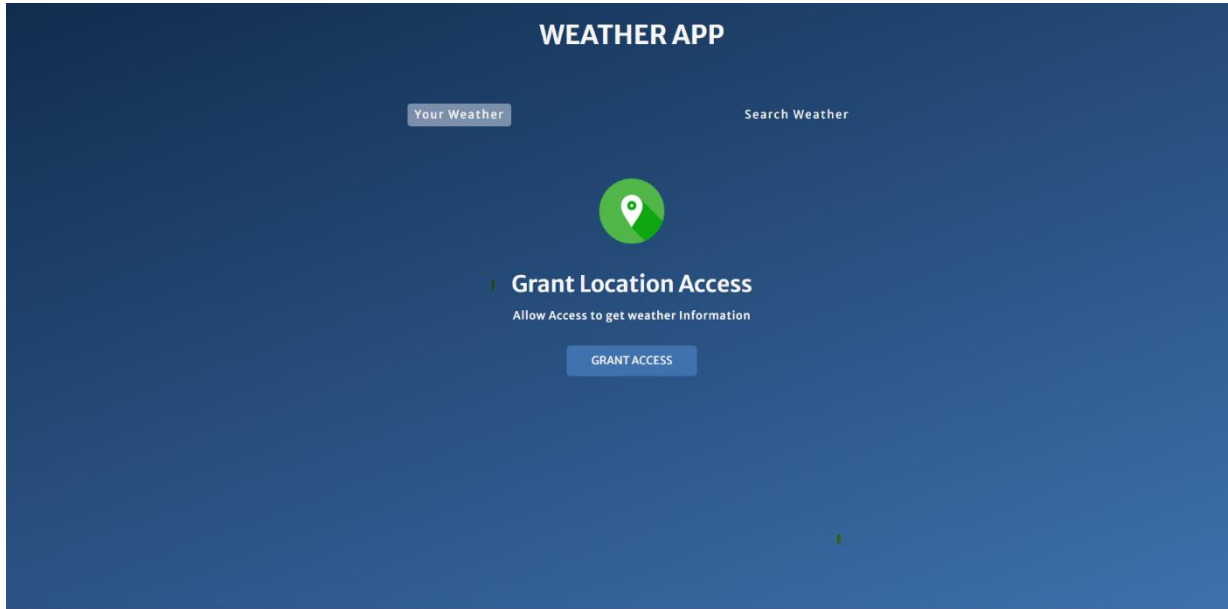 WEATHER APP
Your Weather Search Weather
Grant Location Access
Allow Access to get weather Information
GRANT ACCESS